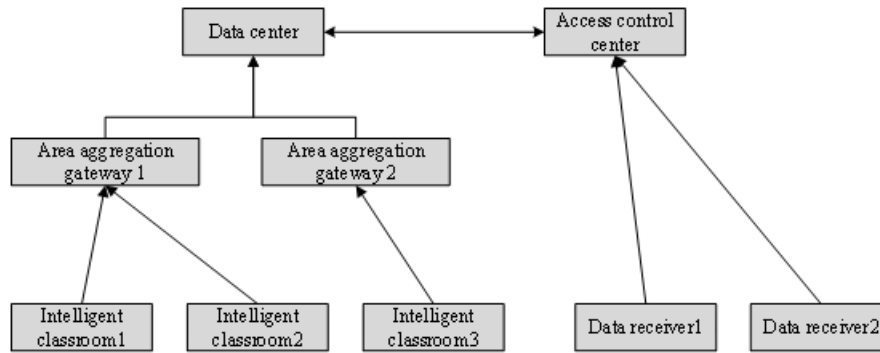 Data center
Access control
center
Area aggregation
gateway 1
Area aggregation
gateway 2
Intelligent
classroom1
Intelligent
classroom2
Intelligent
classroom3
Data receiver1
Data receiver2